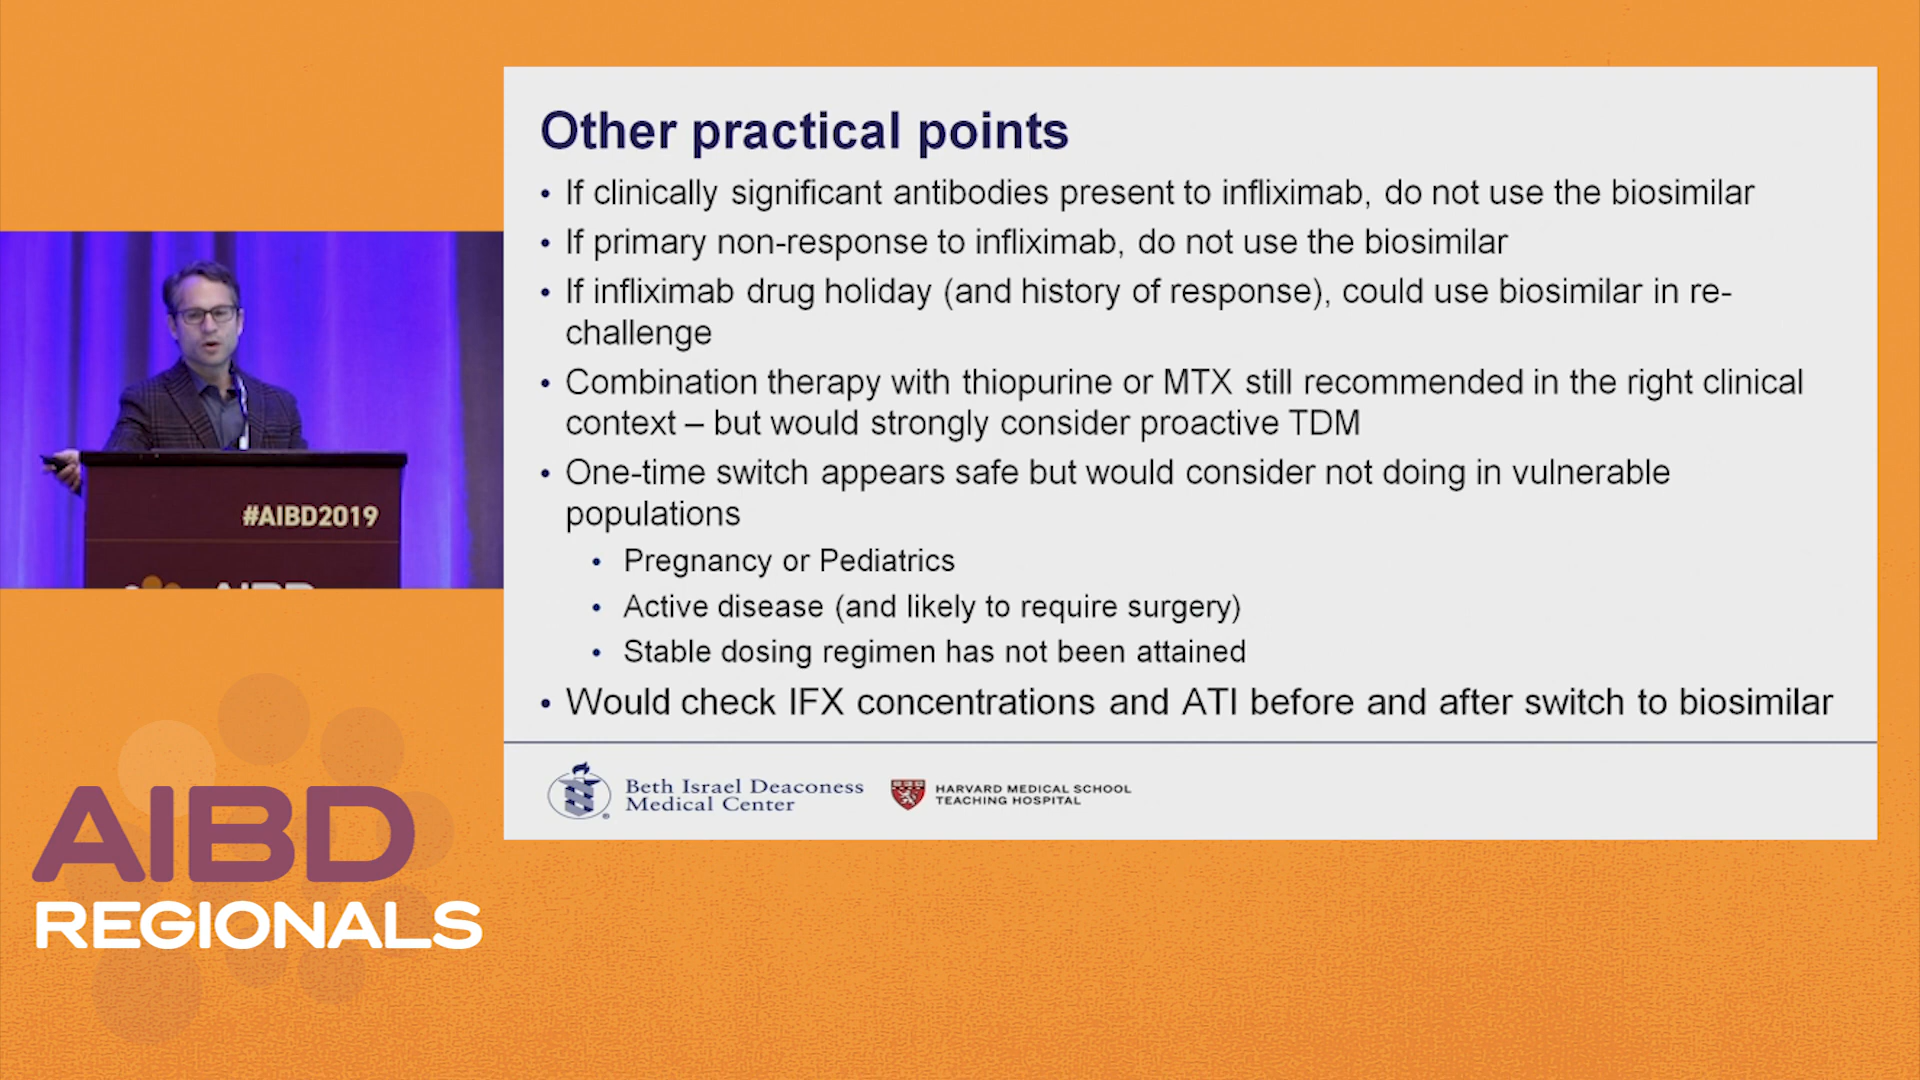 Other practical points
• If clinically significant antibodies present to infliximab, do not use the biosimilar
• If primary non-response to infliximab, do not use the biosimilar
• If infliximab drug holiday (and history of response), could use biosimilar in re-
challenge
• Combination therapy with thiopurine or MTX still recommended in the right clinical
context – but would strongly consider proactive TDM
• One-time switch appears safe but would consider not doing in vulnerable
populations
• Pregnancy or Pediatrics
• Active disease (and likely to require surgery)
• Stable dosing regimen has not been attained
• Would check IFX concentrations and ATI before and after switch to biosimilar
Beth Israel Deaconess
Medical Center
HARVARD MEDICAL SCHOOL
TEACHING HOSPITAL
#AIBD2019
AIBD
AIBD
REGIONALS